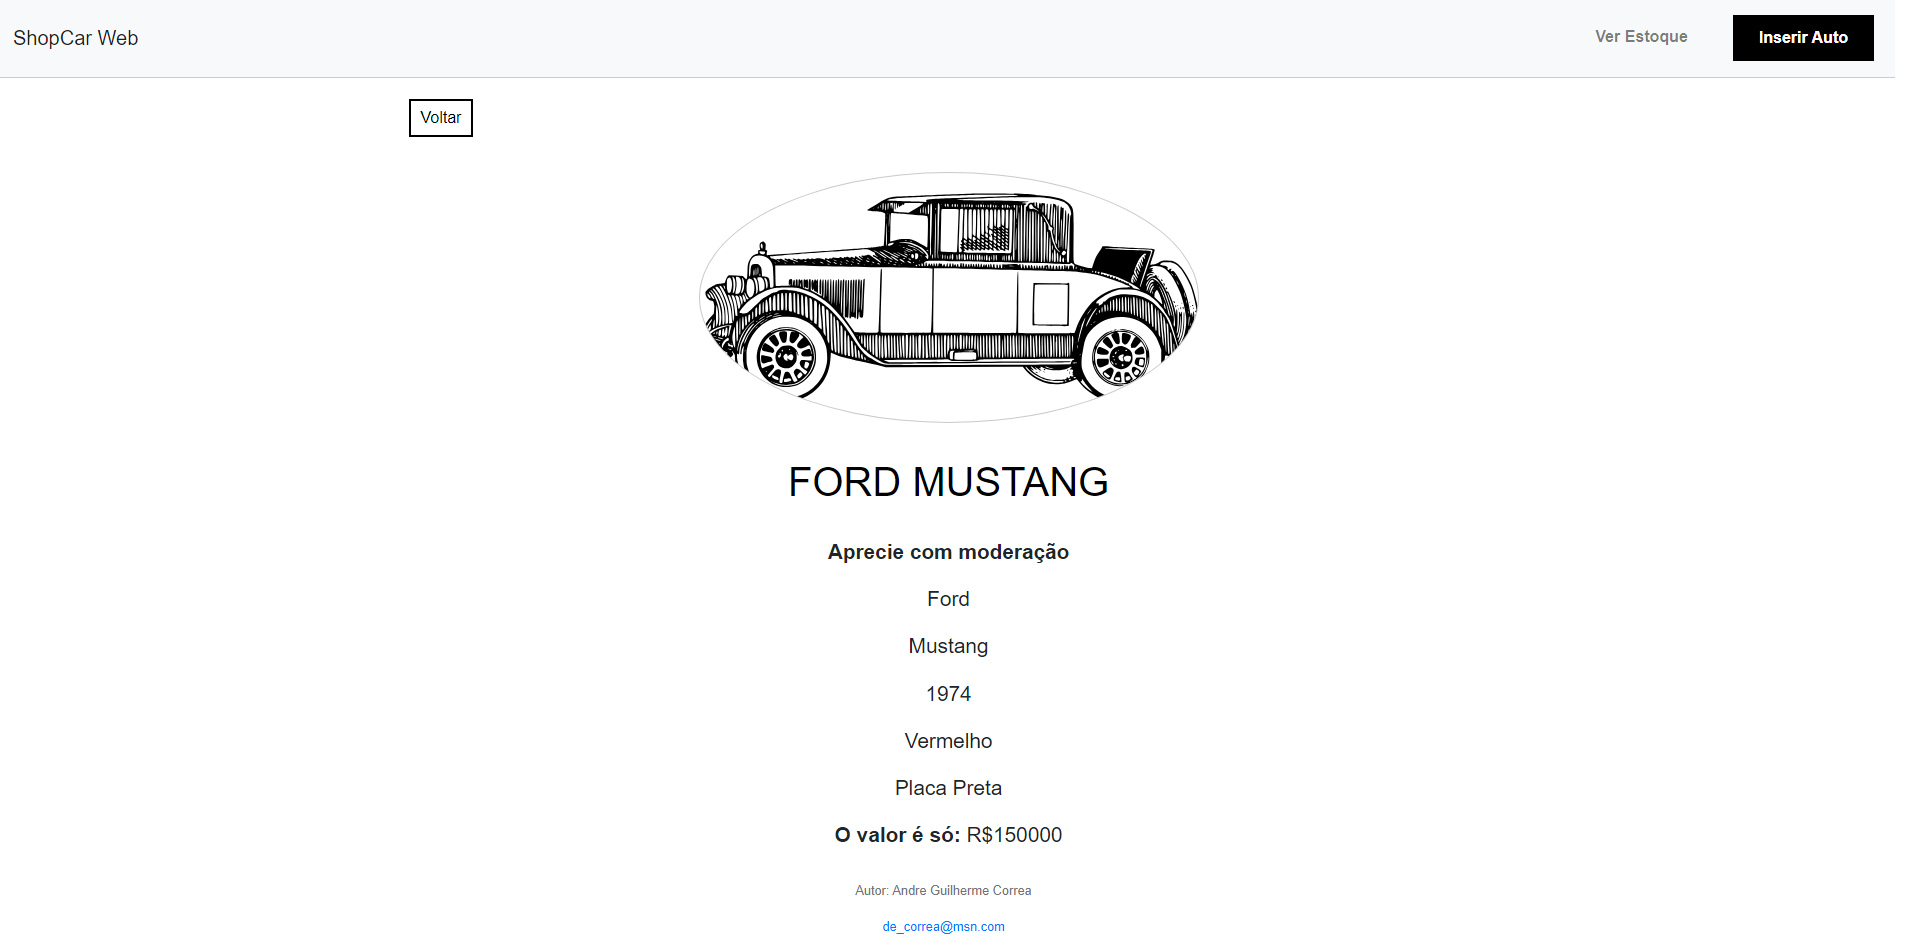 ShopCar Web
Ver Estoque
Inserir Auto
Voltar
FORD MUSTANG
Aprecie com moderação
Ford
Mustang
1974
Vermelho
Placa Preta
O valor é só: R$150000
Autor: Andre Guilherme Correa
de_correa@msn.com